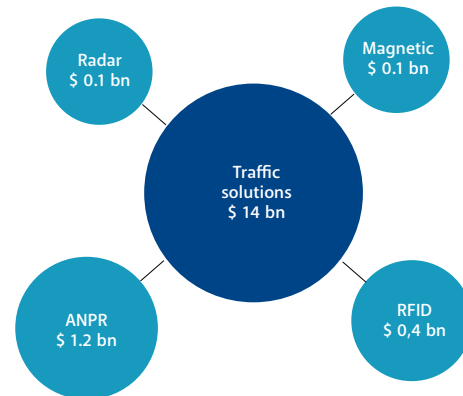 Radar
$ 0.1 bn
Magnetic
$ 0.1 bn
Traffic
solutions
$ 14 bn
ANPR
$ 1.2 bn
RFID
$ 0,4 bn